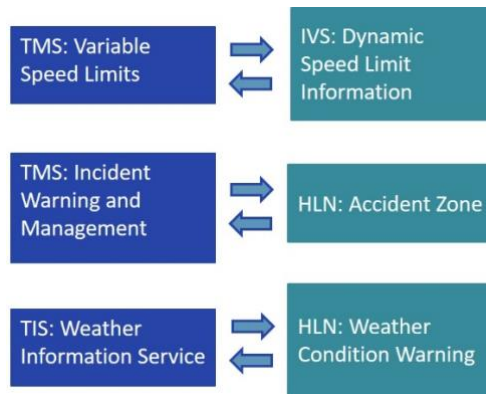 TMS: Variable
Speed Limits
IVS: Dynamic
Speed Limit
Information
TMS: Incident
Warning and
Management
HLN: Accident Zone
TIS: Weather
Information Service
HLN: Weather
Condition Warning